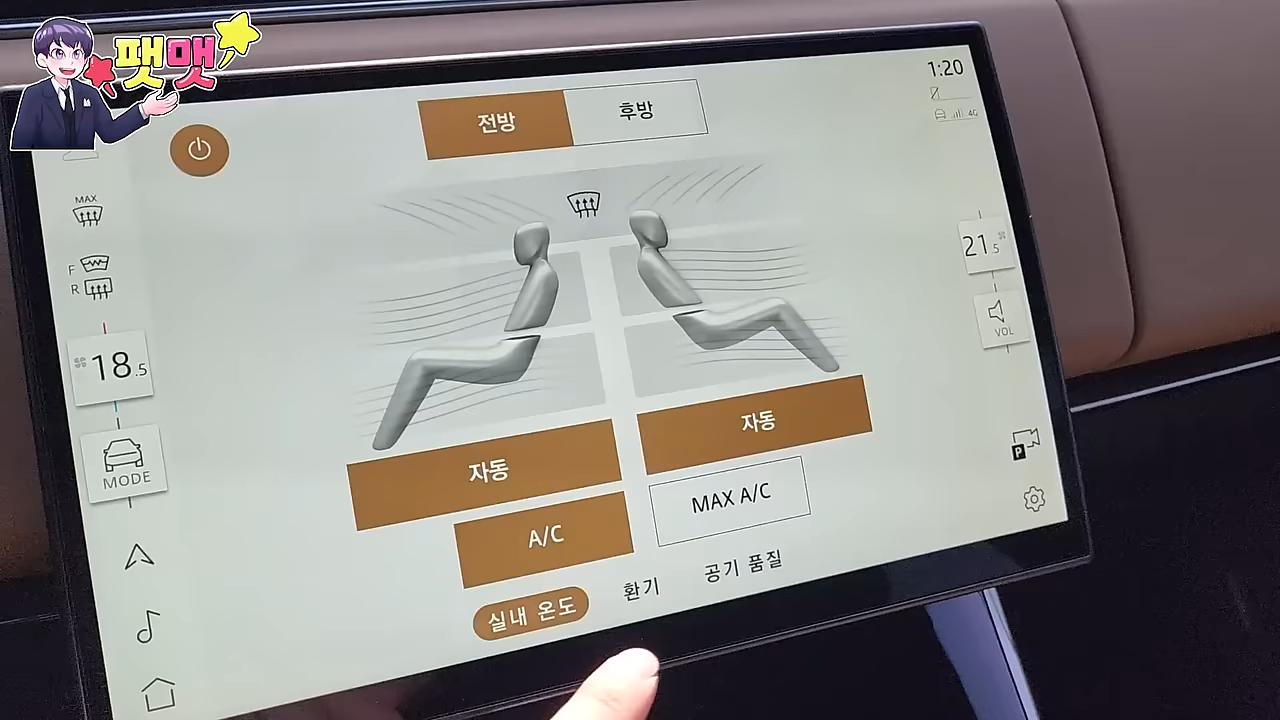 팻맷
1:20
4G
전방
후방
MAX
F
R
18.5
21.5
VOL
MODE
P
자동
자동
A/C
MAX A/C
실내 온도
환기
공기 품질